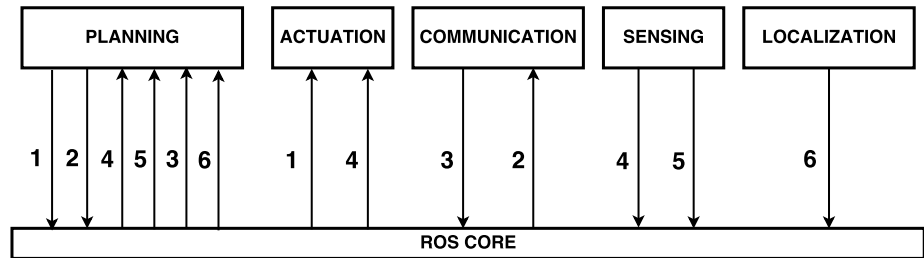 PLANNING ACTUATION COMMUNICATION SENSING LOCALIZATION
1 2 4 5 3 6 1 4 3 2 4 5 6
ROS CORE